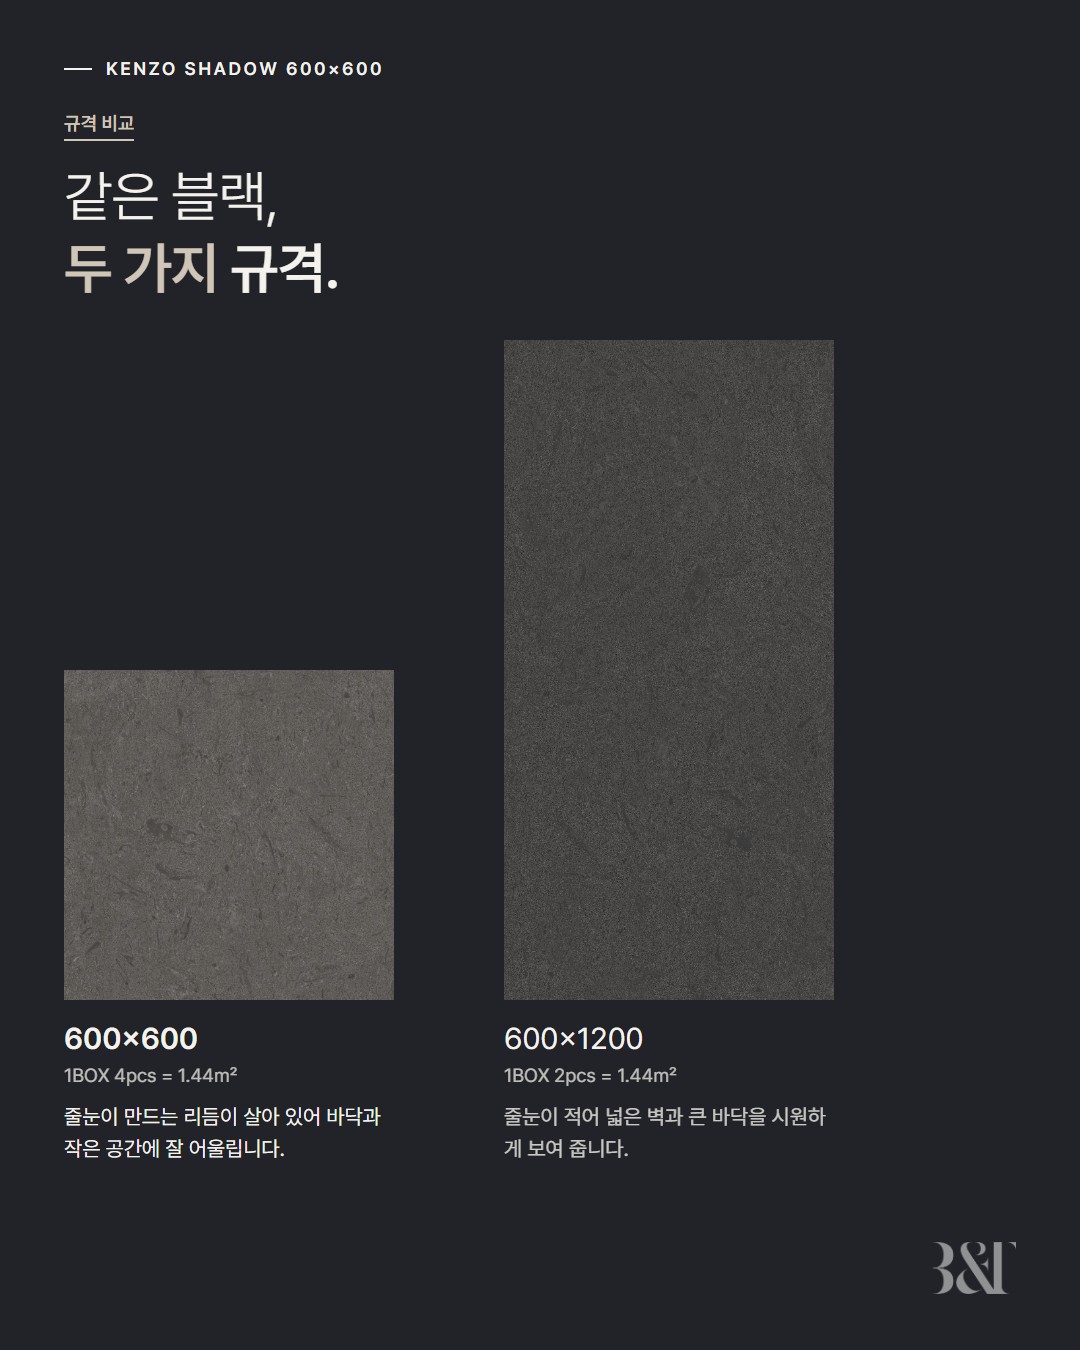 KENZO SHADOW 600×600
규격 비교
같은 블랙,
두 가지 규격.
600×600
1BOX 4pcs = 1.44m²
줄눈이 만드는 리듬이 살아 있어 바닥과
작은 공간에 잘 어울립니다.
600×1200
1BOX 2pcs = 1.44m²
줄눈이 적어 넓은 벽과 큰 바닥을 시원하
게 보여 줍니다.
B&T